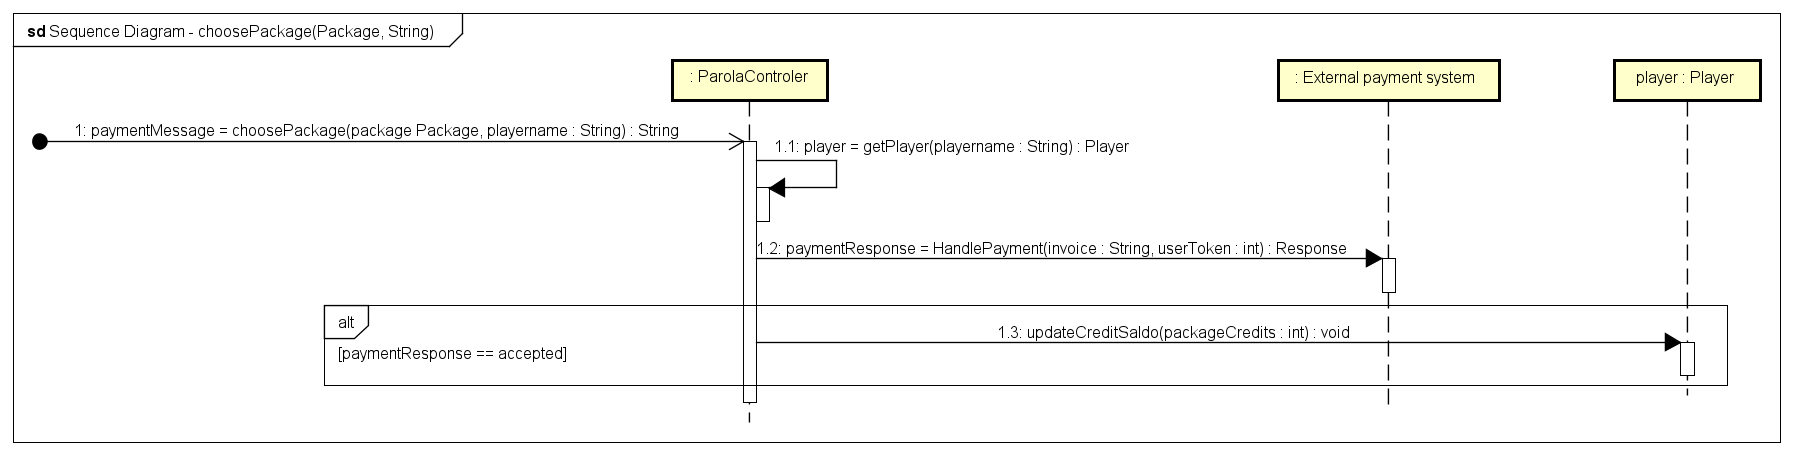 sd Sequence Diagram - choosePackage(Package, String)
: ParolaControler
: External payment system
player : Player
1: paymentMessage = choosePackage(package Package, playername : String) : String
1.1: player = getPlayer(playername : String) : Player
1.2: paymentResponse = HandlePayment(invoice : String, userToken : int) : Response
alt
1.3: updateCreditSaldo(packageCredits : int) : void
[paymentResponse == accepted]